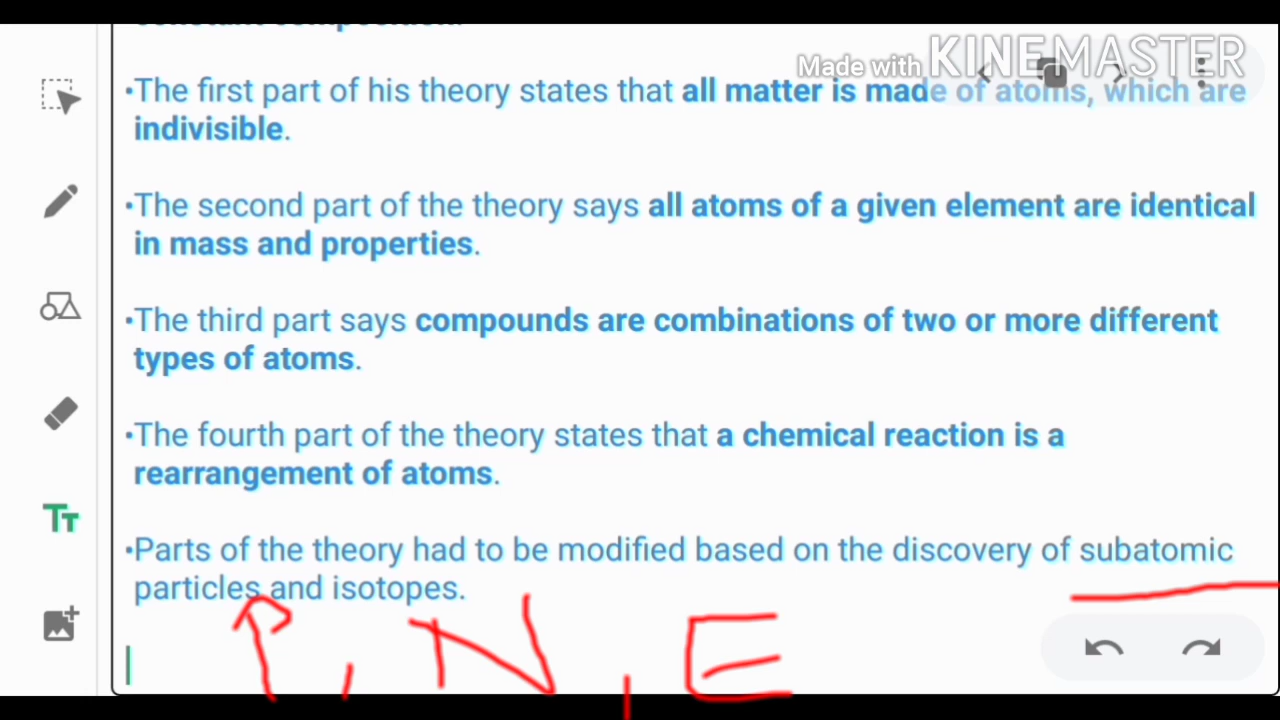 constant composition.
Made with KINEMASTER
•The first part of his theory states that all matter is made of atoms, which are
indivisible.
•The second part of the theory says all atoms of a given element are identical
in mass and properties.
•The third part says compounds are combinations of two or more different
types of atoms.
•The fourth part of the theory states that a chemical reaction is a
rearrangement of atoms.
•Parts of the theory had to be modified based on the discovery of subatomic
particles and isotopes.
P, N, E
TT